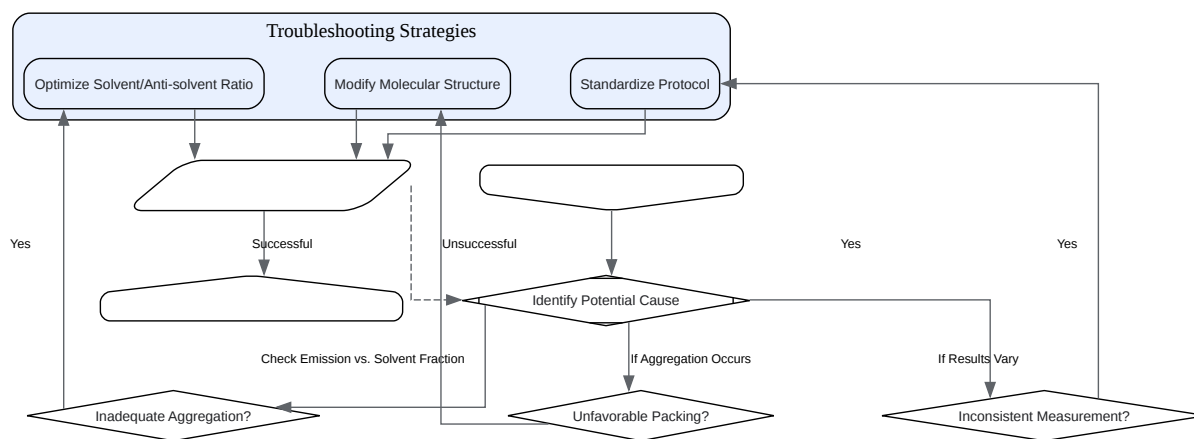 Troubleshooting Strategies
Optimize Solvent/Anti-solvent Ratio
Modify Molecular Structure
Standardize Protocol
Yes
Successful
Unsuccessful
Yes
Yes
Identify Potential Cause
Check Emission vs. Solvent Fraction
If Aggregation Occurs
If Results Vary
Inadequate Aggregation?
Unfavorable Packing?
Inconsistent Measurement?